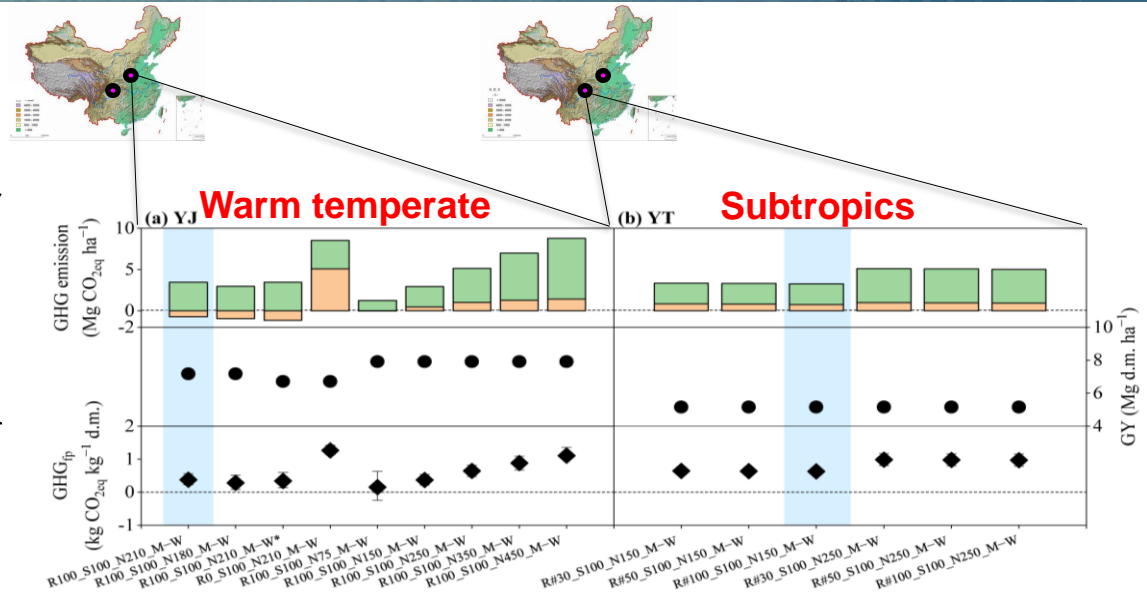 Warm temperate
Subtropics
(a) YJ
(b) YT
GHG emission
(Mg CO2eq ha−1)
10
5
0
-2
10
8
6
4
GY (Mg d.m. ha−1)
GHGfp
(kg CO2eq kg−1 d.m.)
2
1
0
-1
R100_S100_N210_M−W
R100_S100_N180_M−W
R100_S100_N210_M−W*
R0_S100_N210_M−W
R100_S100_N75_M−W
R100_S100_N150_M−W
R100_S100_N250_M−W
R100_S100_N350_M−W
R100_S100_N450_M−W
R#30_S100_N150_M−W
R#50_S100_N150_M−W
R#100_S100_N150_M−W
R#30_S100_N250_M−W
R#50_S100_N250_M−W
R#100_S100_N250_M−W